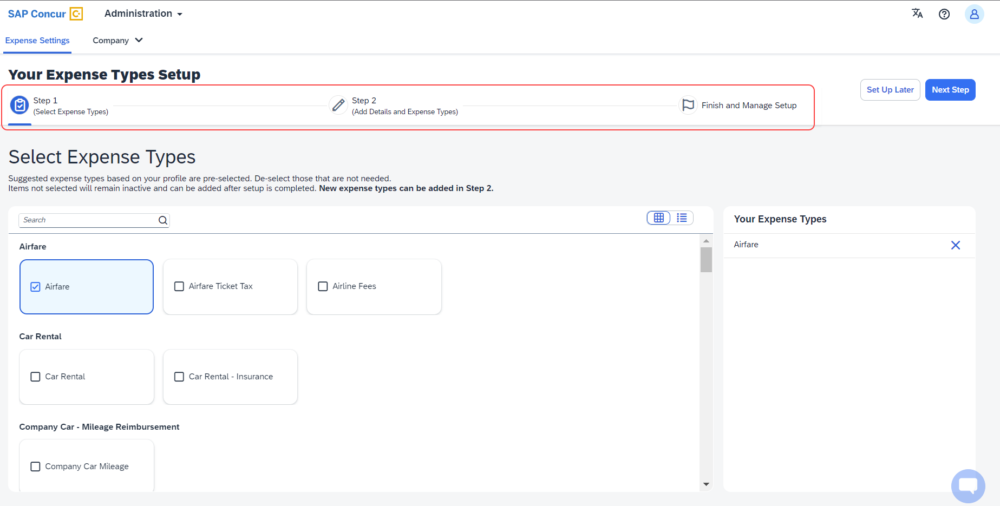 SAP Concur C
Administration
Expense Settings
Company
Your Expense Types Setup
Step 1
(Select Expense Types)
Step 2
(Add Details and Expense Types)
Finish and Manage Setup
Set Up Later
Next Step
Select Expense Types
Suggested expense types based on your profile are pre-selected. De-select those that are not needed.
Items not selected will remain inactive and can be added after setup is completed. New expense types can be added in Step 2.
Search
Airfare
Airfare
Airfare Ticket Tax
Airline Fees
Car Rental
Car Rental
Car Rental - Insurance
Company Car - Mileage Reimbursement
Company Car Mileage
Your Expense Types
Airfare